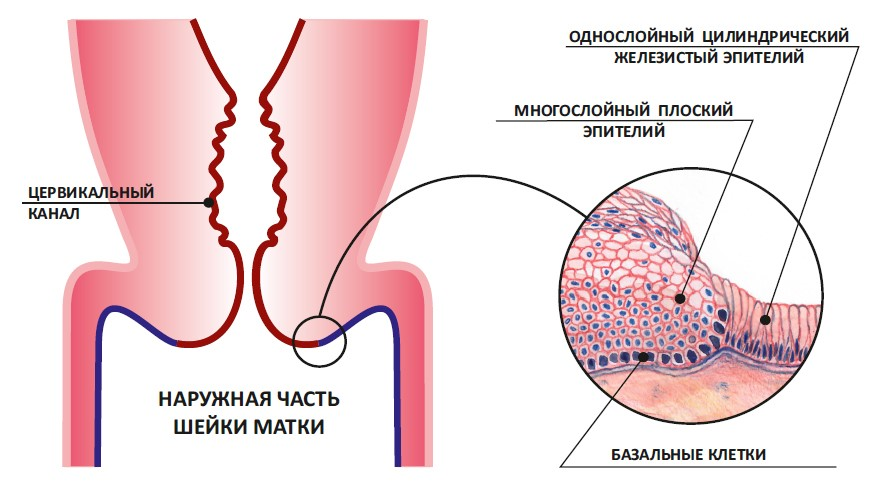 ОДНОСЛОЙНЫЙ ЦИЛИНДРИЧЕСКИЙ
ЖЕЛЕЗИСТЫЙ ЭПИТЕЛИЙ
МНОГОСЛОЙНЫЙ ПЛОСКИЙ
ЭПИТЕЛИЙ
ЦЕРВИКАЛЬНЫЙ
КАНАЛ
НАРУЖНАЯ ЧАСТЬ
ШЕЙКИ МАТКИ
БАЗАЛЬНЫЕ КЛЕТКИ